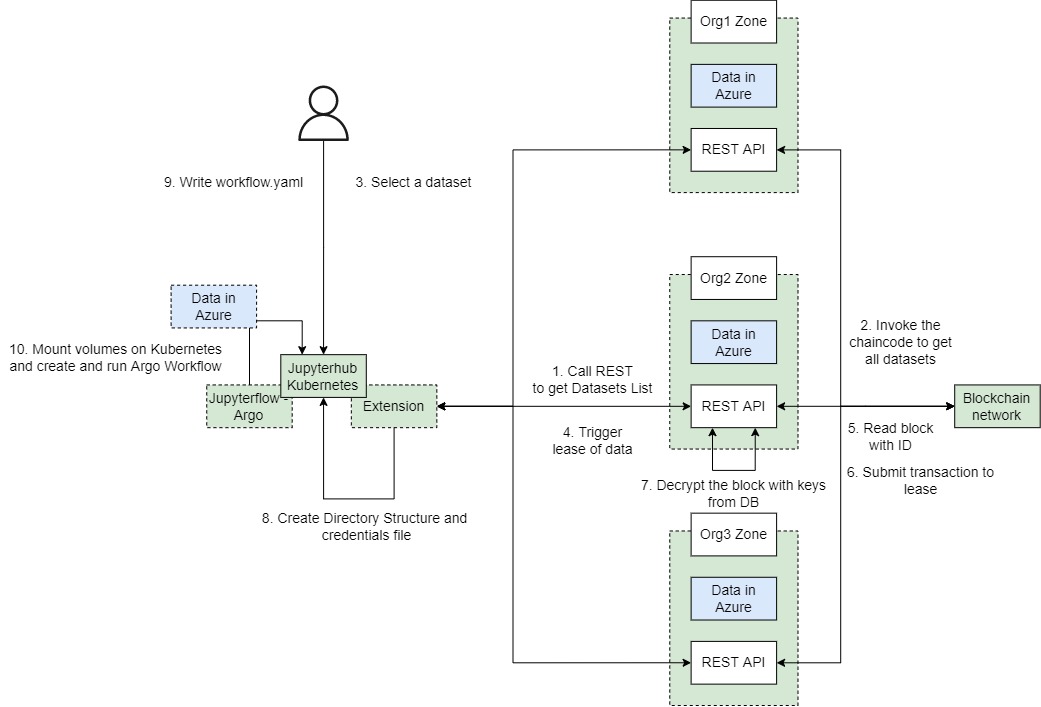 Org1 Zone
Data in
Azure
REST API
9. Write workflow.yaml
3. Select a dataset
Org2 Zone
Data in
Azure
Data in
Azure
2. Invoke the
chaincode to get
all datasets
10. Mount volumes on Kubernetes
and create and run Argo Workflow
Jupyterhub
Kubernetes
1. Call REST
to get Datasets List
Jupyterflow -
Argo
Extension
REST API
Blockchain
network
4. Trigger
lease of data
5. Read block
with ID
6. Submit transaction to
lease
7. Decrypt the block with keys
from DB
8. Create Directory Structure and
credentials file
Org3 Zone
Data in
Azure
REST API